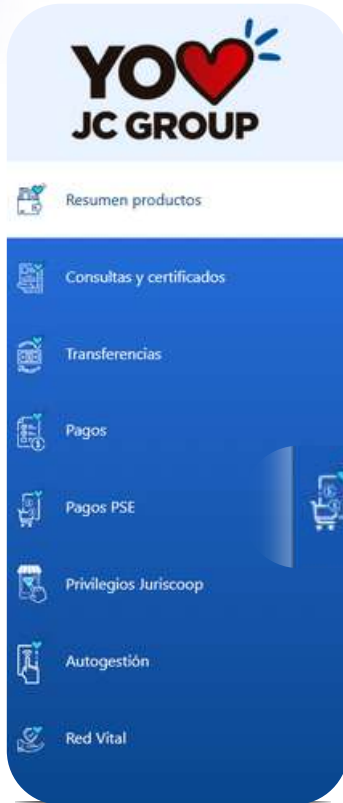 YO
JC GROUP
Resumen productos
Consultas y certificados
Transferencias
Pagos
Pagos PSE
Privilegios Juriscoop
Autogestión
Red Vital